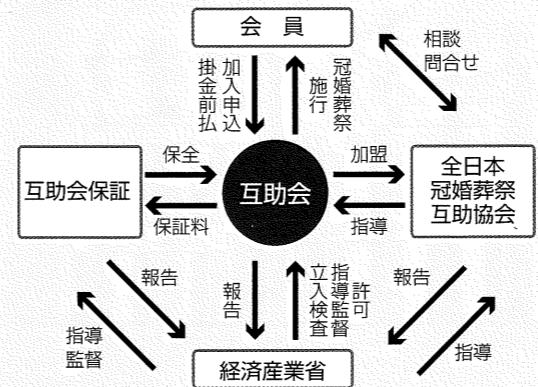 会員
相談
問合せ
加入申込
掛金前払
冠婚葬祭
施行
互助会保証
保全
保証料
互助会
加盟
指導
全日本
冠婚葬祭
互助協会
報告
指導
監督
報告
許可
指導監督
立入検査
報告
指導
経済産業省